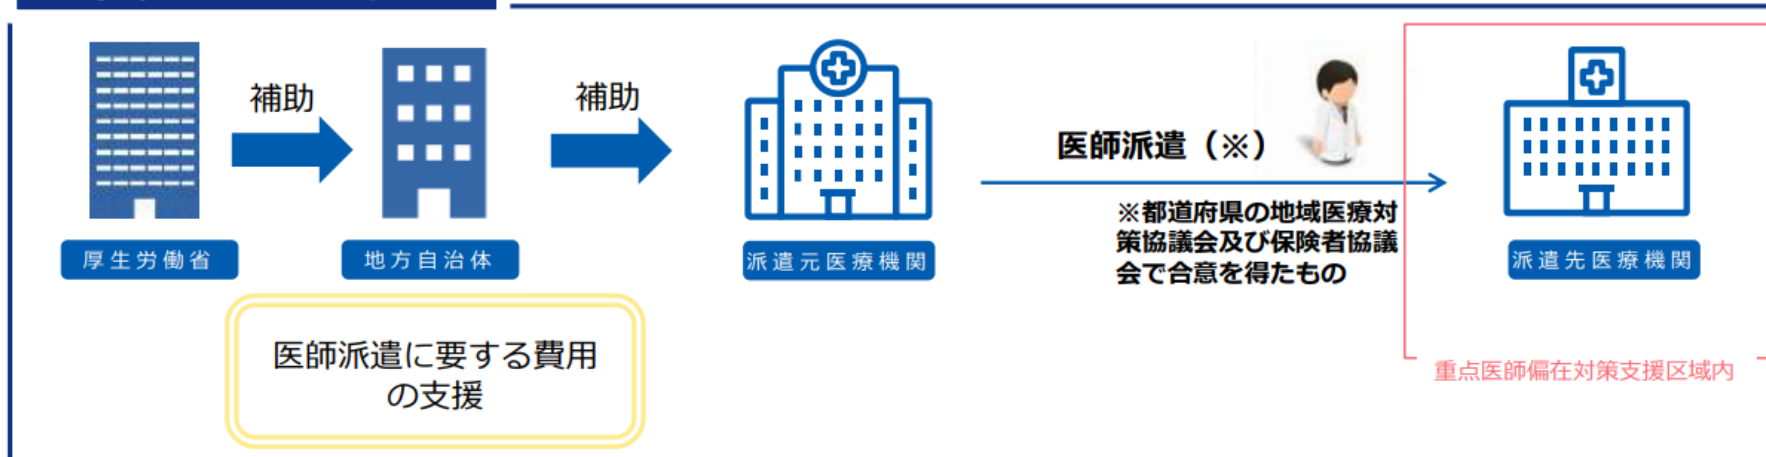 補助
補助
医師派遣（※）
※都道府県の地域医療対
策協議会及び保険者協議
会で合意を得たもの
厚生労働省
地方自治体
派遣元医療機関
派遣先医療機関
医師派遣に要する費用
の支援
重点医師偏在対策支援区域内